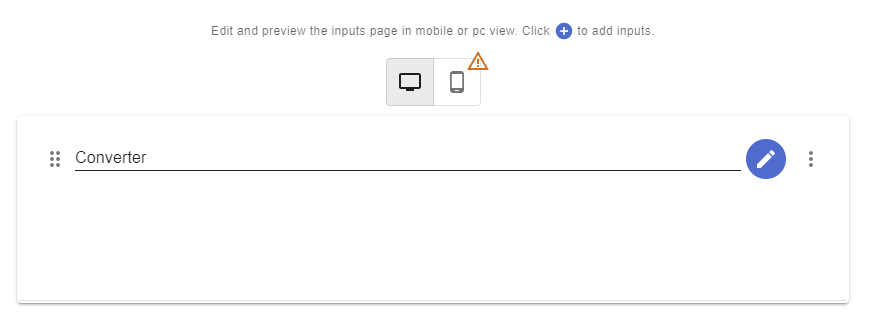 Edit and preview the inputs page in mobile or pc view. Click + to add inputs.
Converter